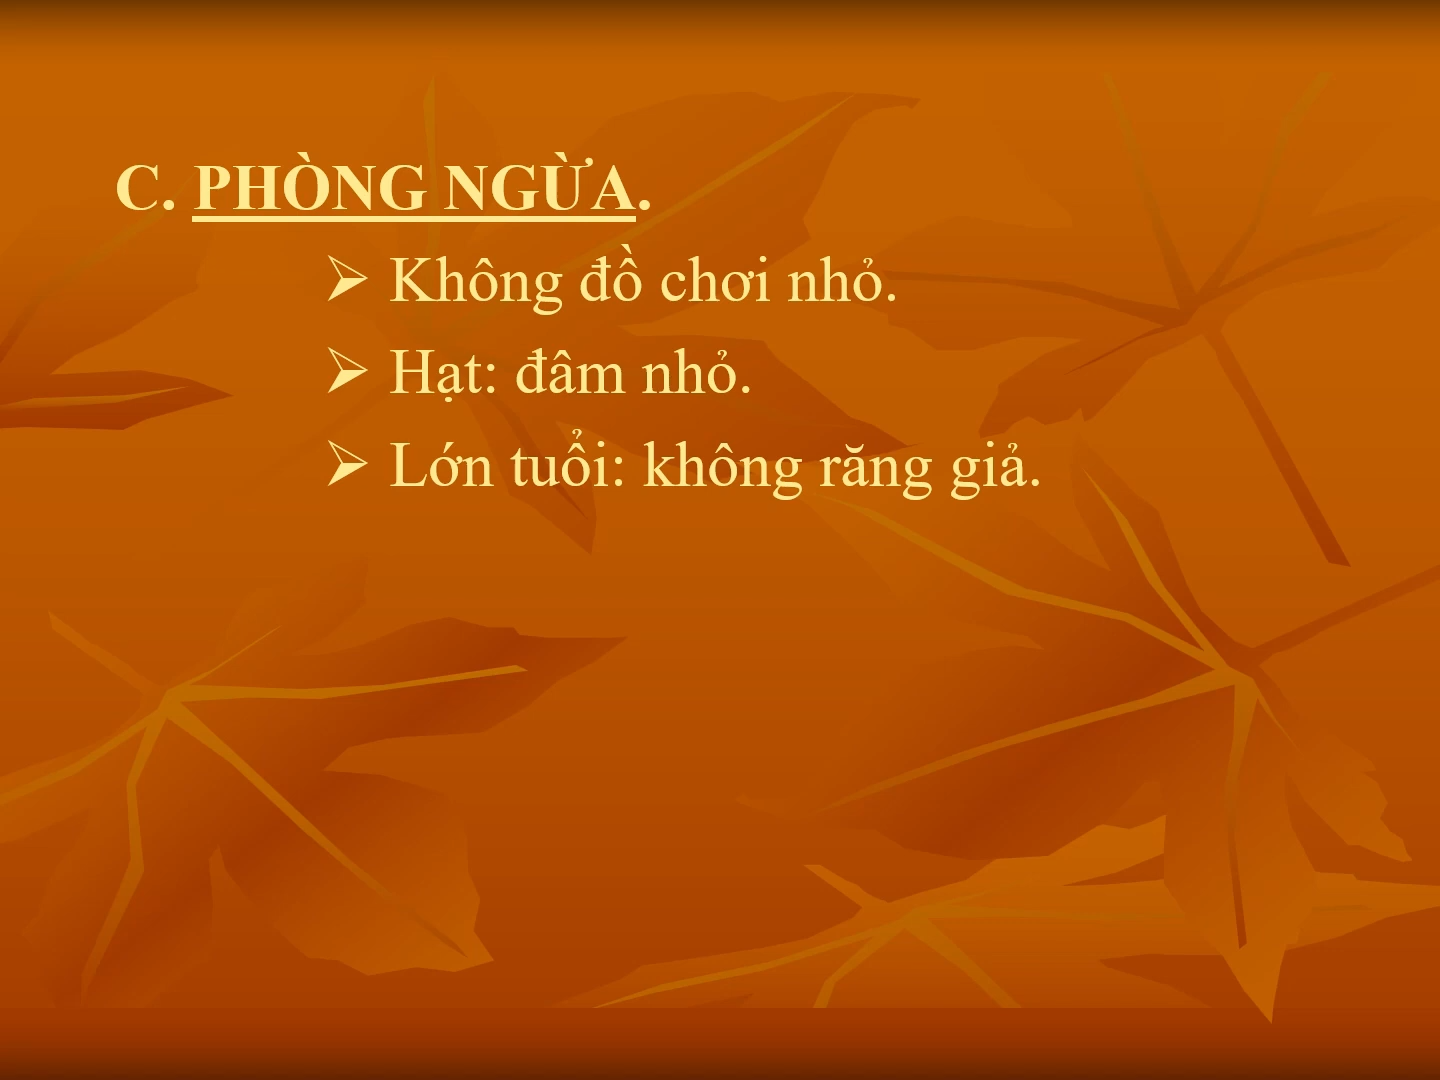 C. PHÒNG NGỪA.
➢ Không đồ chơi nhỏ.
➢ Hạt: đâm nhỏ.
➢ Lớn tuổi: không răng giả.